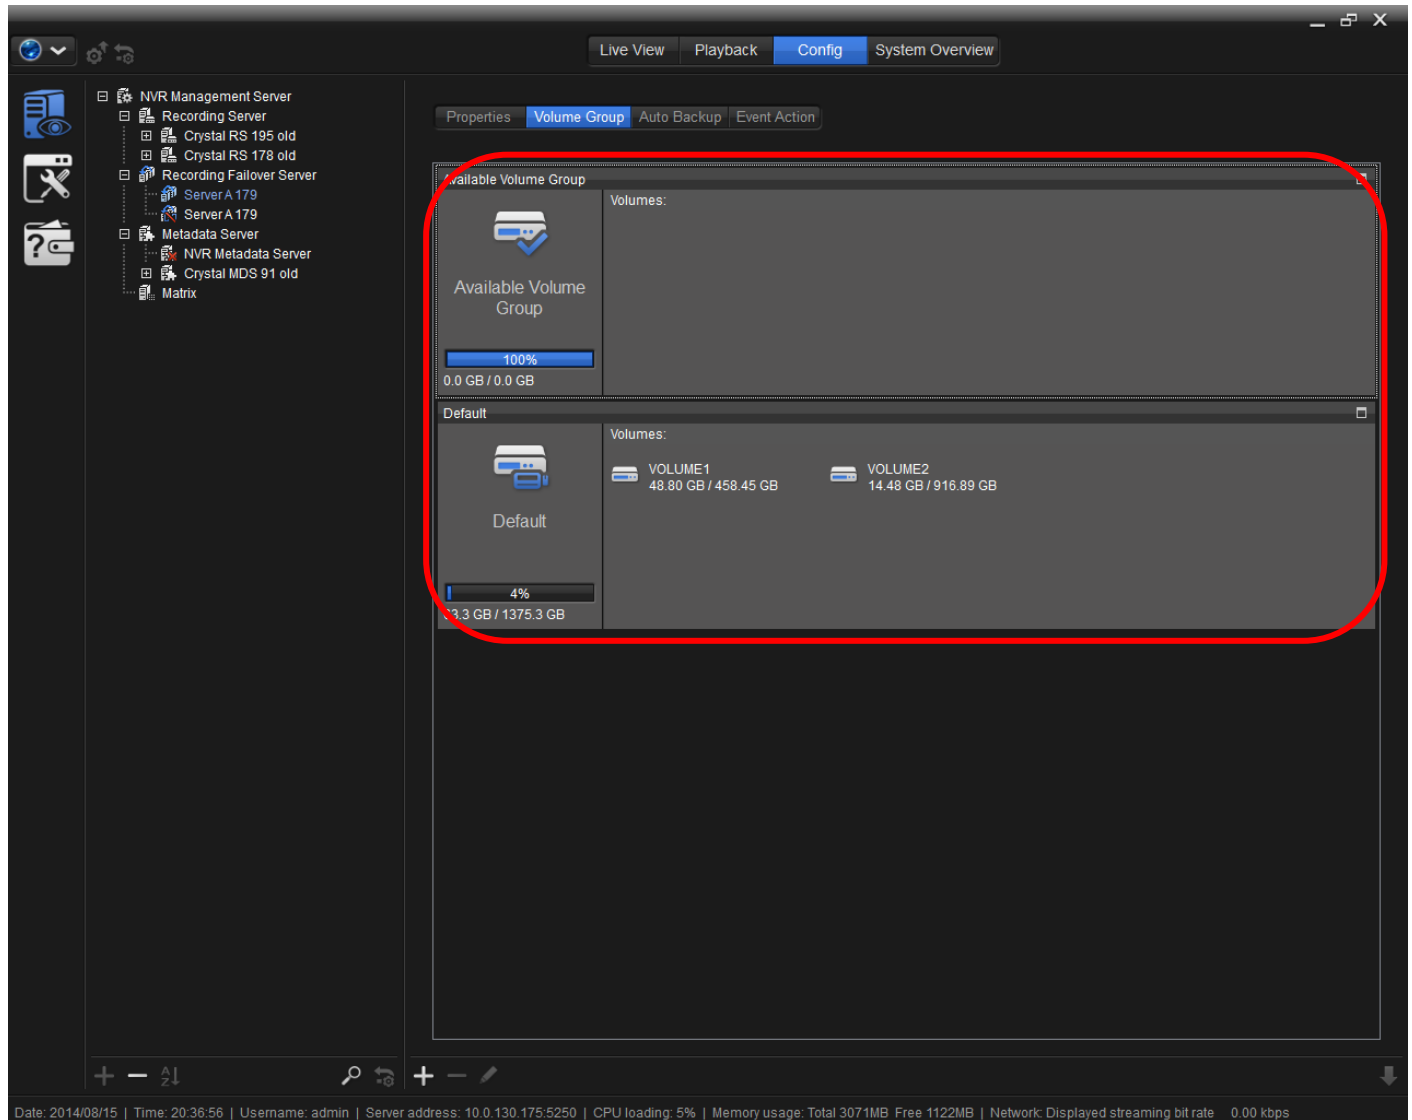 Live View Playback Config System Overview
NVR Management Server
Recording Server
Crystal RS 195 old
Crystal RS 178 old
Recording Failover Server
Server A 179
Server A 179
Metadata Server
NVR Metadata Server
Crystal MDS 91 old
Matrix
Properties Volume Group Auto Backup Event Action
Available Volume Group
Volumes:
Available Volume
Group
100%
0.0 GB / 0.0 GB
Default
Volumes:
VOLUME1
48.80 GB / 458.45 GB
VOLUME2
14.48 GB / 916.89 GB
Default
4%
63.3 GB / 1375.3 GB
Date: 2014/08/15 | Time: 20:36:56 | Username: admin | Server address: 10.0.130.175:5250 | CPU loading: 5% | Memory usage: Total 3071MB Free 1122MB | Network: Displayed streaming bit rate 0.00 kbps